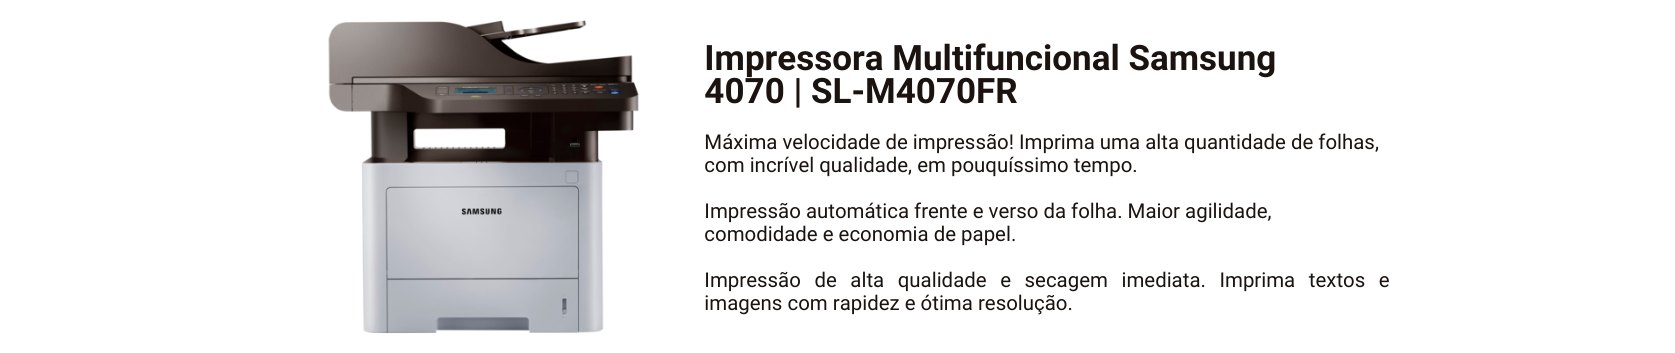 Impressora Multifuncional Samsung
4070 | SL-M4070FR
Máxima velocidade de impressão! Imprima uma alta quantidade de folhas,
com incrível qualidade, em pouquíssimo tempo.
Impressão automática frente e verso da folha. Maior agilidade,
comodidade e economia de papel.
Impressão de alta qualidade e secagem imediata. Imprima textos e
imagens com rapidez e ótima resolução.
SAMSUNG